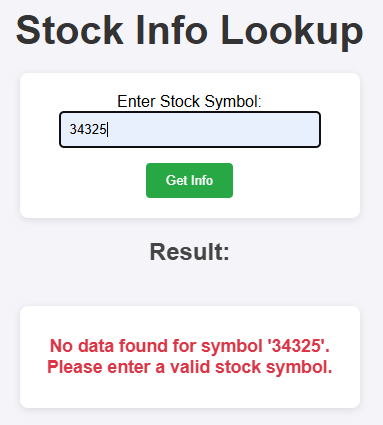 Stock Info Lookup
Enter Stock Symbol:
34325
Get Info
Result:
No data found for symbol '34325'.
Please enter a valid stock symbol.